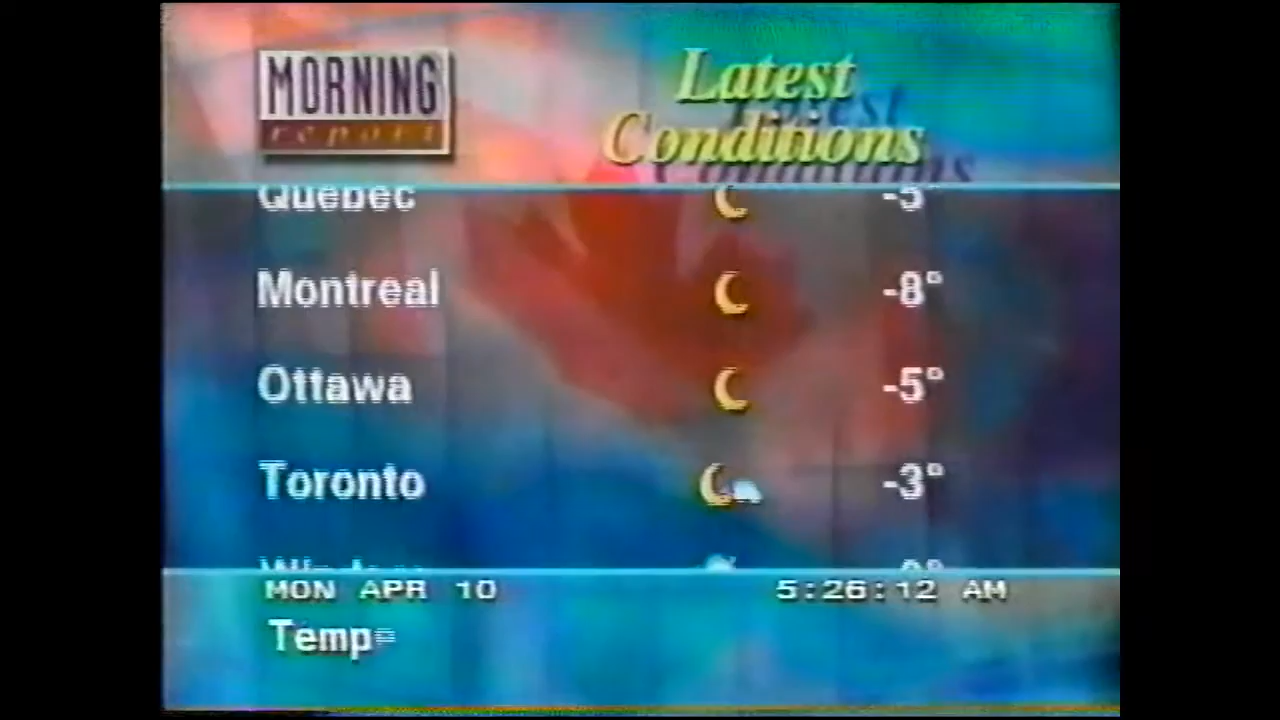 MORNING
report
Latest
Conditions
Quebec -5°
Montreal -8°
Ottawa -5°
Toronto -3°
MON APR 10 5:26:12 AM
Temp